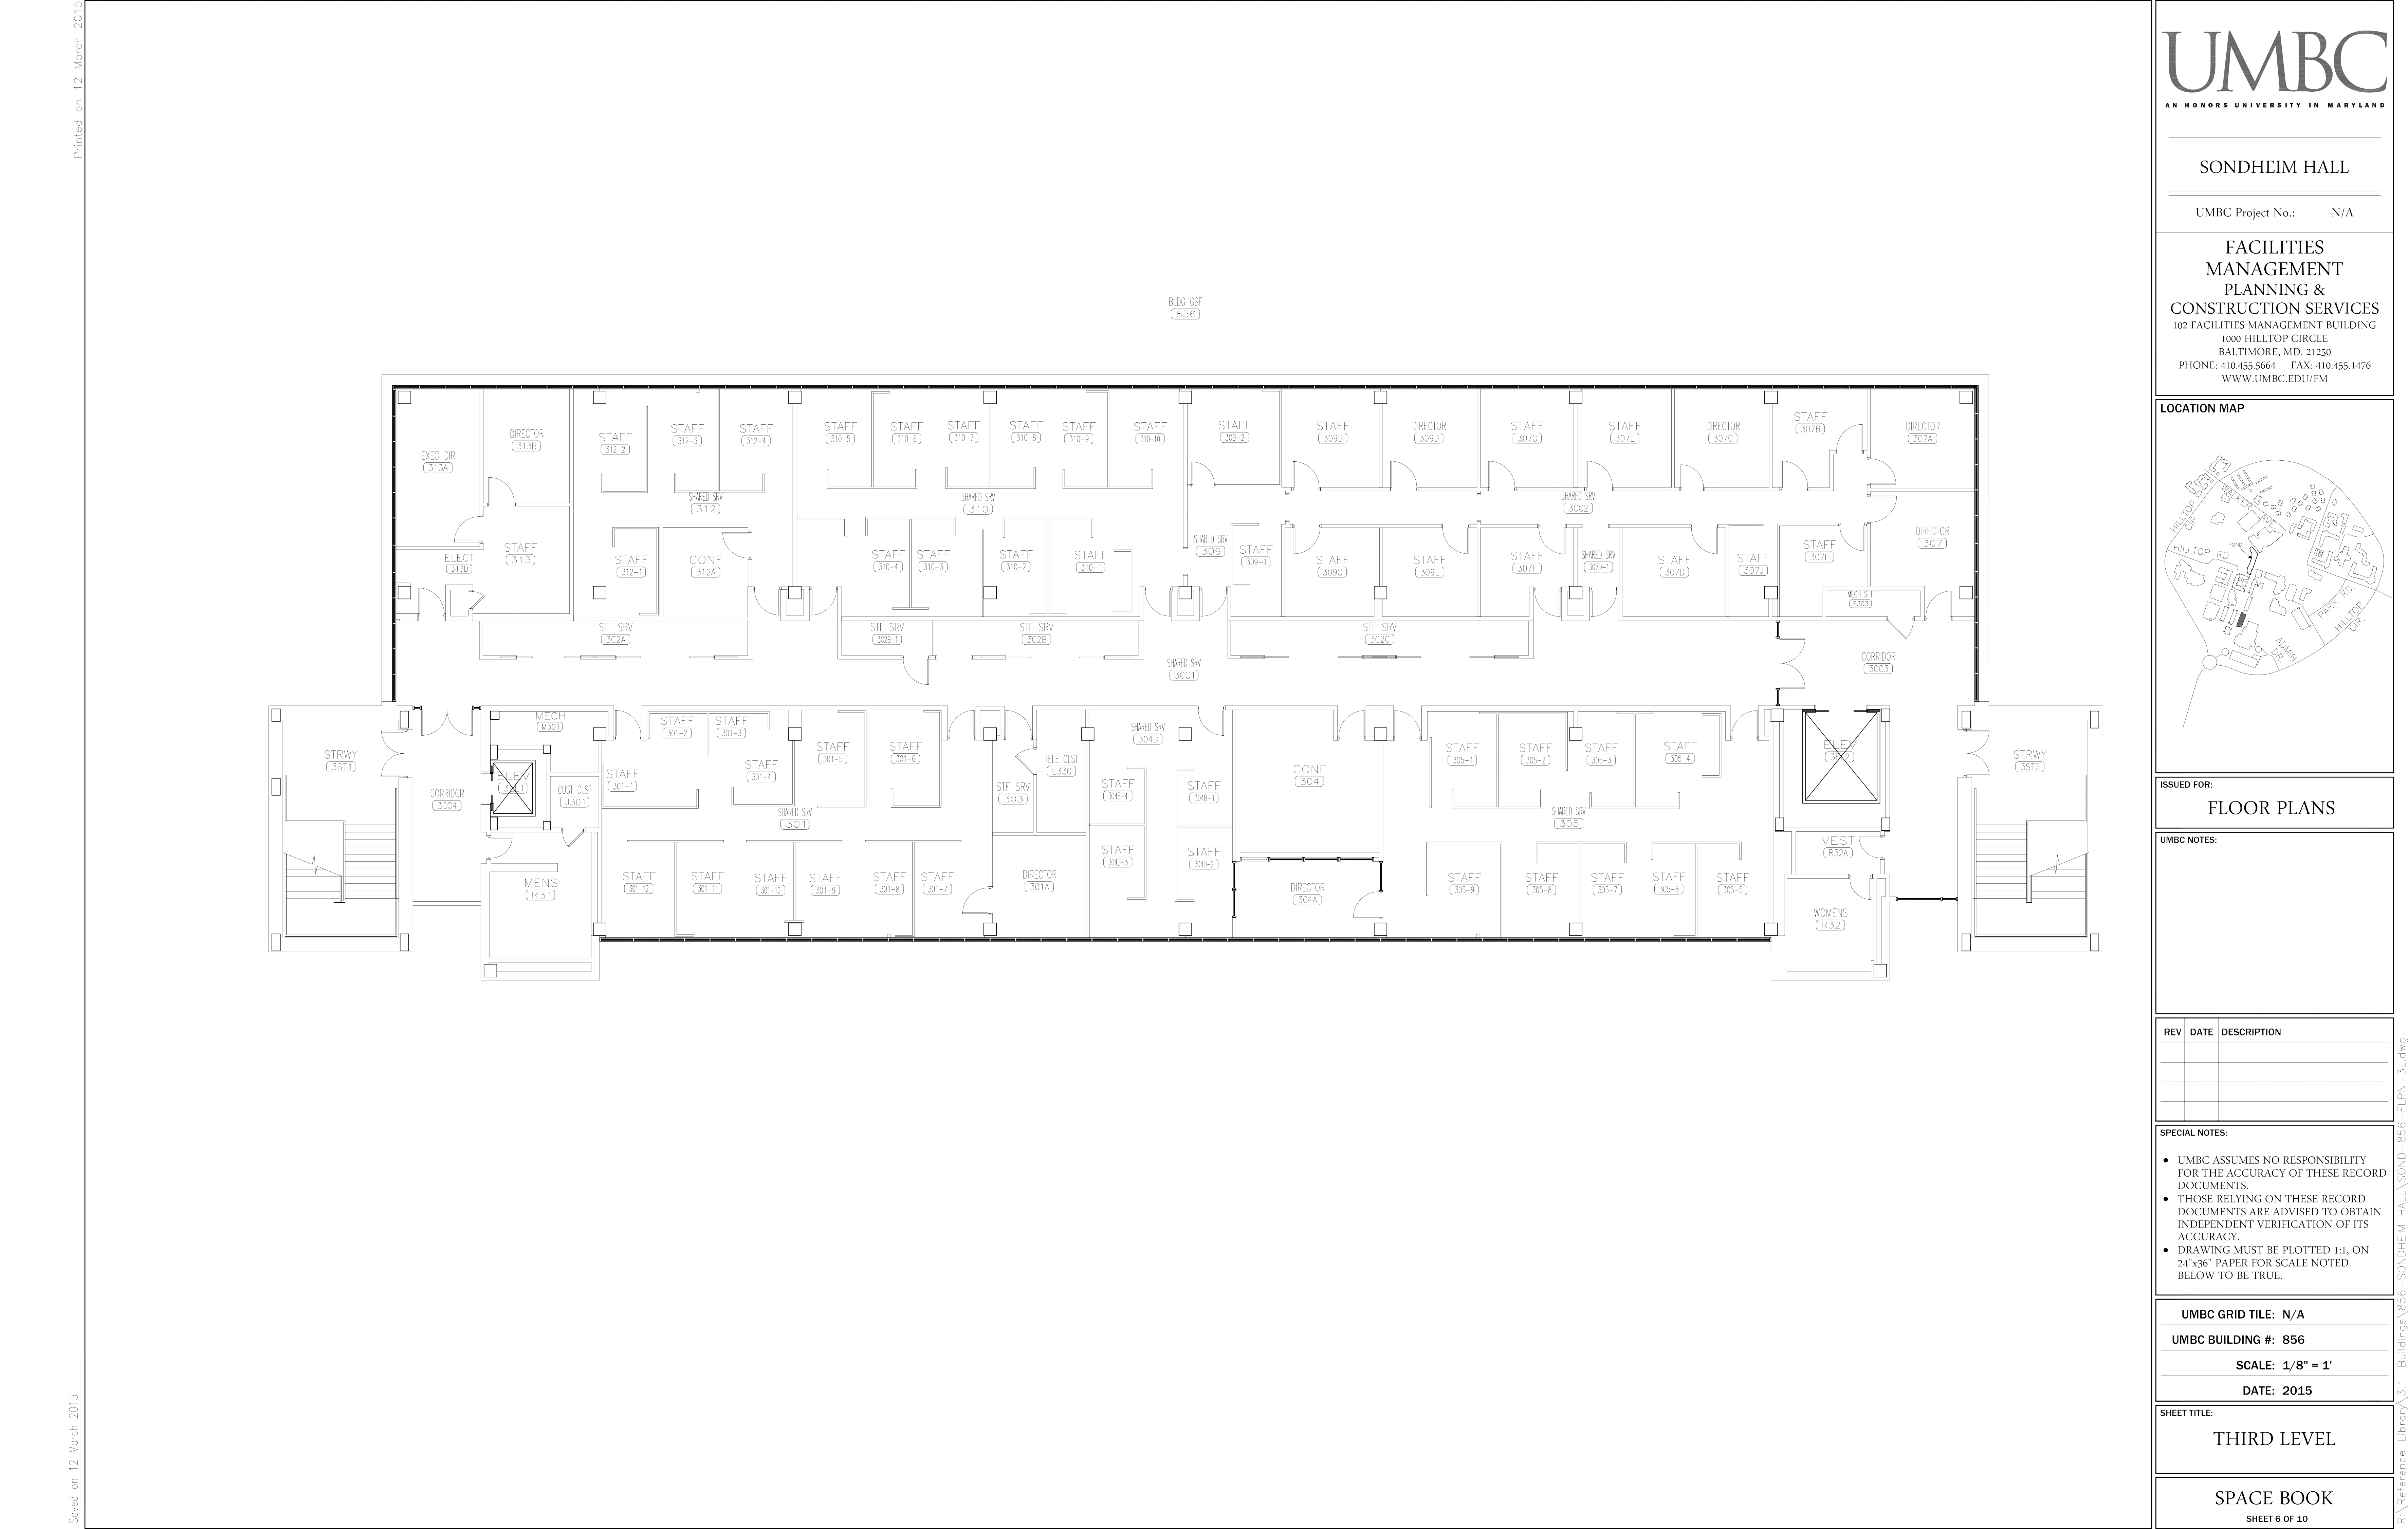 Printed on 12 March 2015
Saved on 12 March 2015
BLDG GSF
856
EXEC DIR
313A
DIRECTOR
313B
STAFF
312-2
STAFF
312-3
STAFF
312-4
STAFF
310-5
STAFF
310-6
STAFF
310-7
STAFF
310-8
STAFF
310-9
STAFF
310-10
STAFF
309-2
STAFF
309B
DIRECTOR
309D
STAFF
307G
STAFF
307E
DIRECTOR
307C
STAFF
307B
DIRECTOR
307A
SHARED SRV
312
SHARED SRV
310
SHARED SRV
3CC2
ELECT
313D
STAFF
313
STAFF
312-1
CONF
312A
STAFF
310-4
STAFF
310-3
STAFF
310-2
STAFF
310-1
SHARED SRV
309
STAFF
309-1
STAFF
309C
STAFF
309E
STAFF
307F
SHARED SRV
307D-1
STAFF
307D
STAFF
307J
STAFF
307H
DIRECTOR
307
MECH SHF
S303
STF SRV
3C2A
STF SRV
3C2B-1
STF SRV
3C2B
STF SRV
3C2C
SHARED SRV
3CC1
CORRIDOR
3CC3
STRWY
3ST1
CORRIDOR
3CC4
MECH
M301
ELEV
CUST CLST
J301
MENS
R31
STAFF
301-1
STAFF
301-2
STAFF
301-3
STAFF
301-4
STAFF
301-5
STAFF
301-6
SHARED SRV
301
STAFF
301-12
STAFF
301-11
STAFF
301-10
STAFF
301-9
STAFF
301-8
STAFF
301-7
STF SRV
303
TELE CLST
E330
DIRECTOR
301A
SHARED SRV
304B
STAFF
304B-4
STAFF
304B-1
STAFF
304B-3
STAFF
304B-2
CONF
304
DIRECTOR
304A
STAFF
305-1
STAFF
305-2
STAFF
305-3
STAFF
305-4
SHARED SRV
305
STAFF
305-9
STAFF
305-8
STAFF
305-7
STAFF
305-6
STAFF
305-5
ELEV
VEST
R32A
WOMENS
R32
STRWY
3ST2
UMBC
AN HONORS UNIVERSITY IN MARYLAND
SONDHEIM HALL
UMBC Project No.: N/A
FACILITIES
MANAGEMENT
PLANNING &
CONSTRUCTION SERVICES
102 FACILITIES MANAGEMENT BUILDING
1000 HILLTOP CIRCLE
BALTIMORE, MD. 21250
PHONE: 410.455.5664 FAX: 410.455.1476
WWW.UMBC.EDU/FM
LOCATION MAP
HILLTOP
CIR.
WALKER AVE.
POND
HILLTOP RD.
PARK RD.
HILLTOP
CIR.
ADMIN
DR.
ISSUED FOR:
FLOOR PLANS
UMBC NOTES:
REV DATE DESCRIPTION
SPECIAL NOTES:
● UMBC ASSUMES NO RESPONSIBILITY
FOR THE ACCURACY OF THESE RECORD
DOCUMENTS.
● THOSE RELYING ON THESE RECORD
DOCUMENTS ARE ADVISED TO OBTAIN
INDEPENDENT VERIFICATION OF ITS
ACCURACY.
● DRAWING MUST BE PLOTTED 1:1, ON
24"x36" PAPER FOR SCALE NOTED
BELOW TO BE TRUE.
UMBC GRID TILE: N/A
UMBC BUILDING #: 856
SCALE: 1/8" = 1'
DATE: 2015
SHEET TITLE:
THIRD LEVEL
SPACE BOOK
SHEET 6 OF 10
R:\Reference_Library\3.1. Buildings\856-SONDHEIM HALL\SOND-856-FLPN-3L.dwg